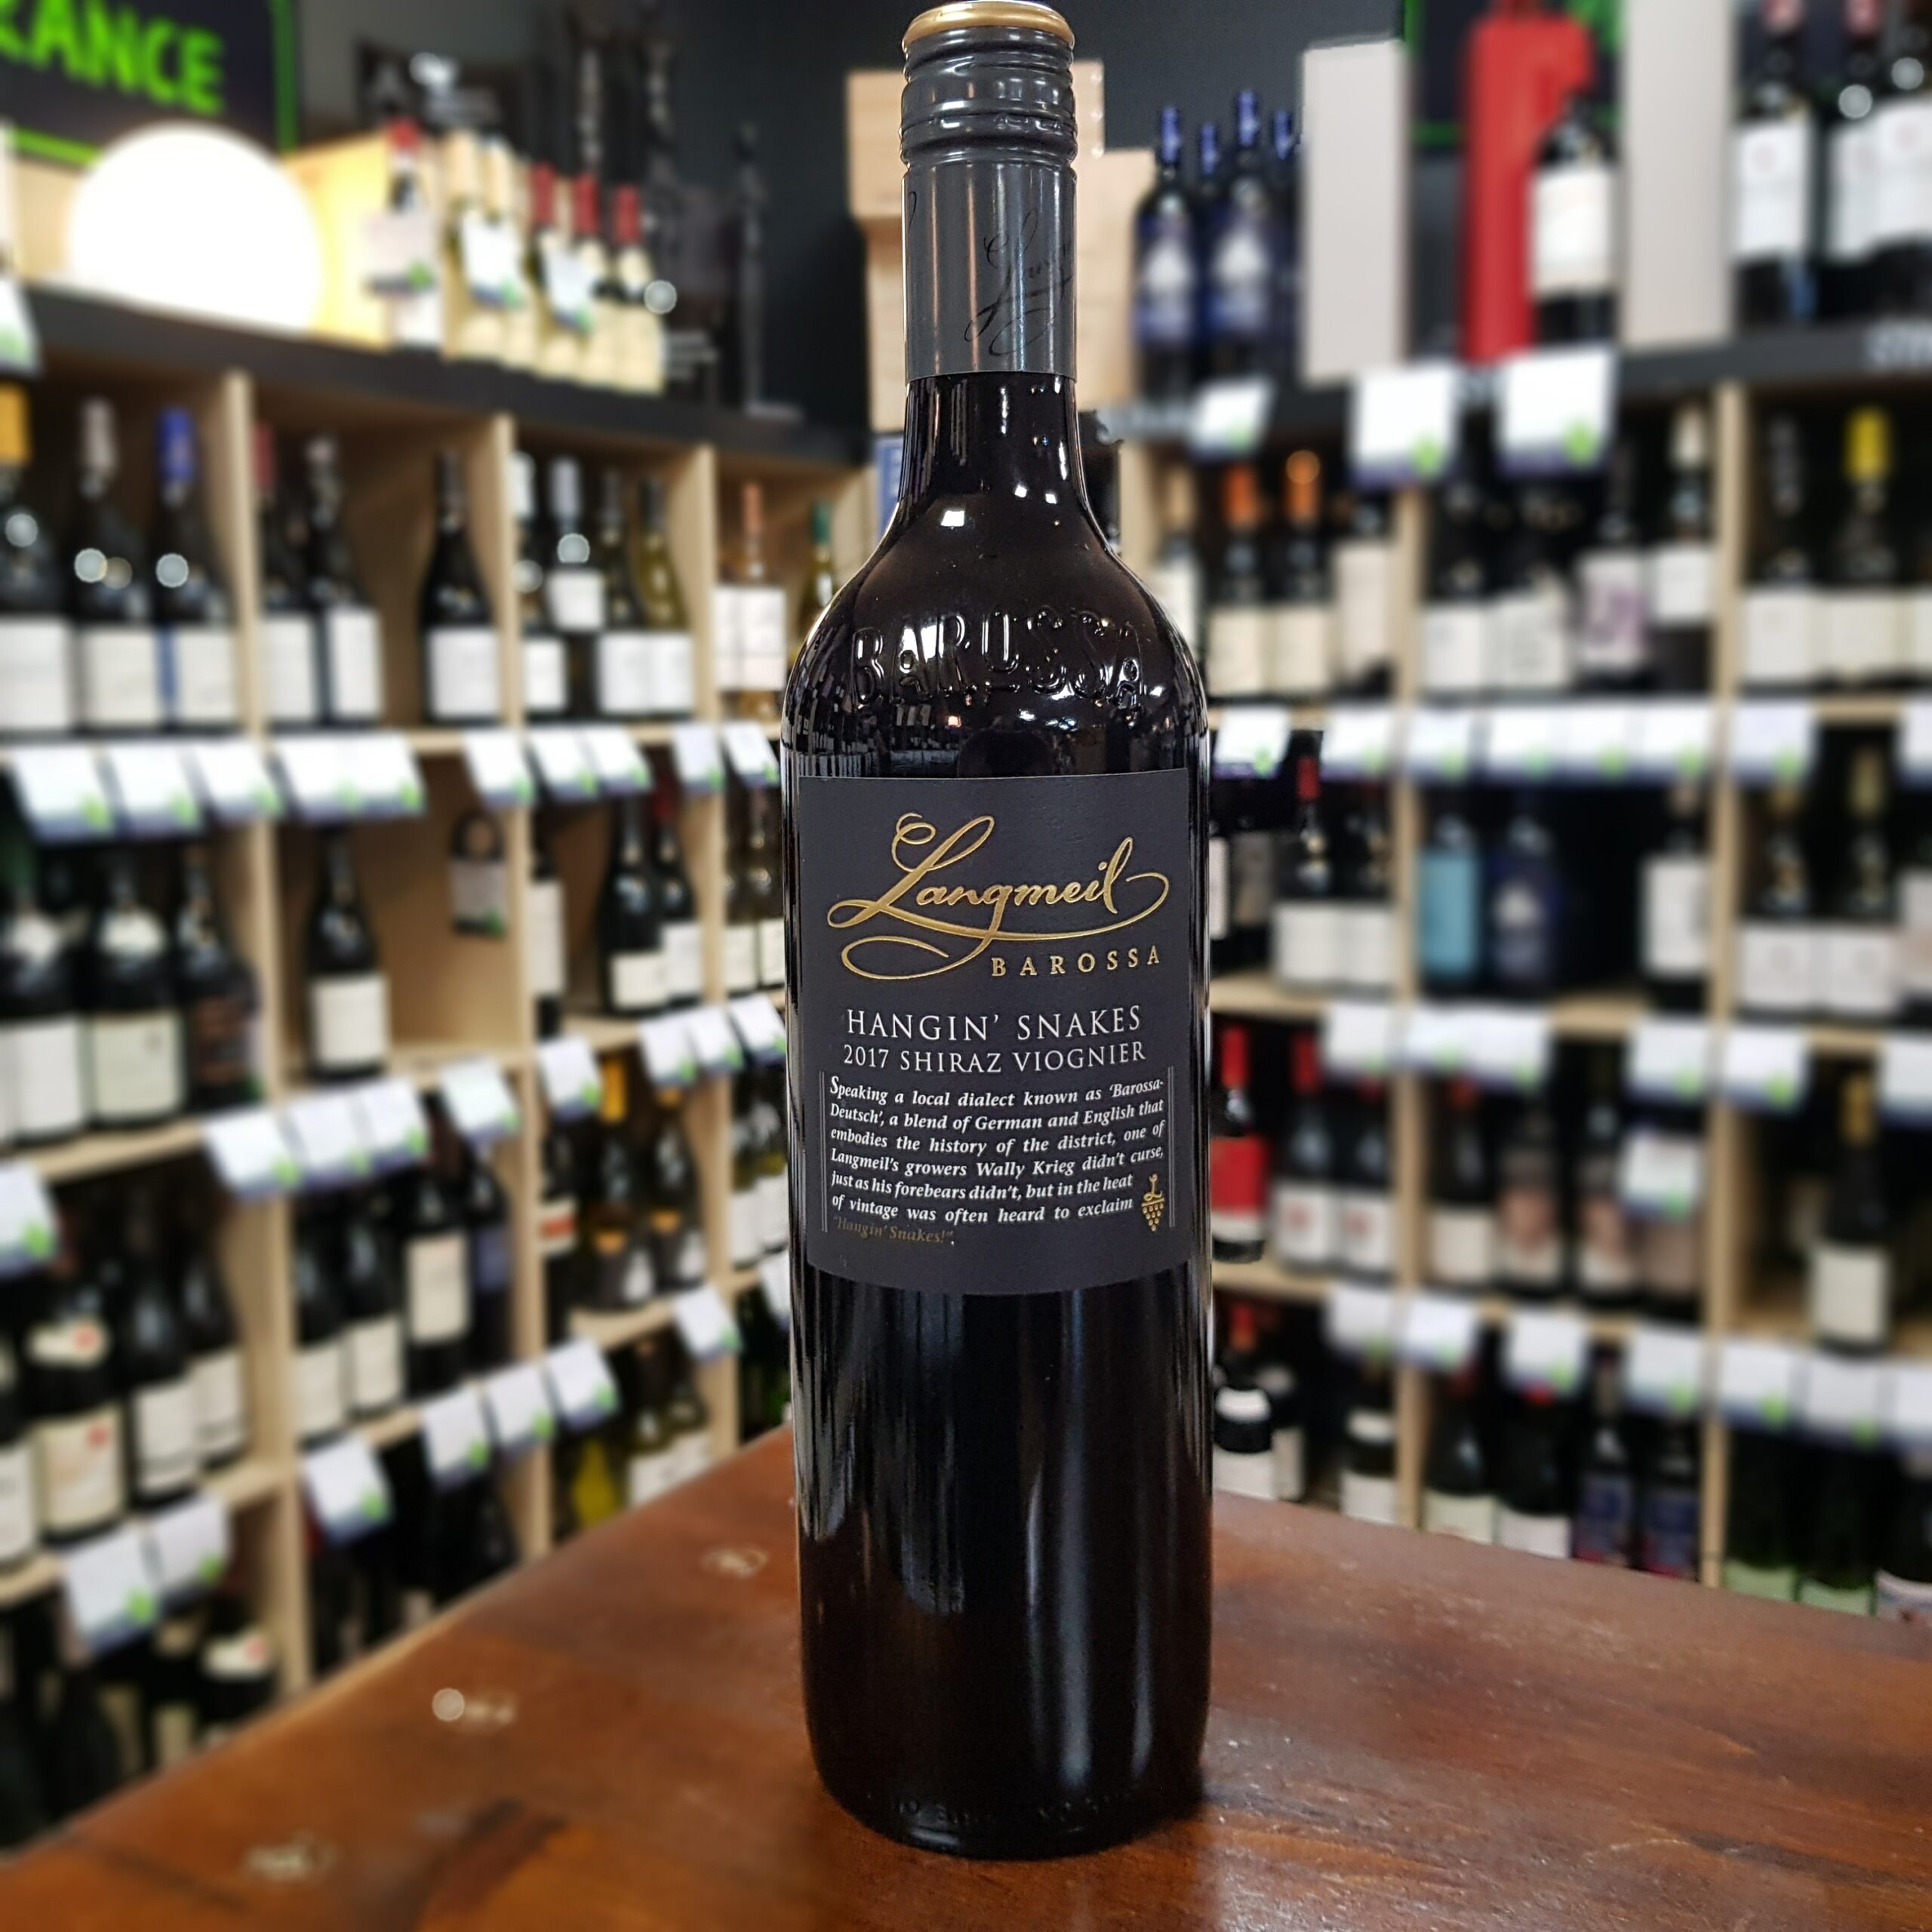 RANCE
BAROSSA
Langmeil
BAROSSA
HANGIN' SNAKES
2017 SHIRAZ VIOGNIER
Speaking a local dialect known as 'Barossa-
Deutsch', a blend of German and English that
embodies the history of the district, one of
Langmeil's growers Wally Krieg didn't curse,
just as his forebears didn't, but in the heat
of vintage was often heard to exclaim
"Hangin' Snakes!".